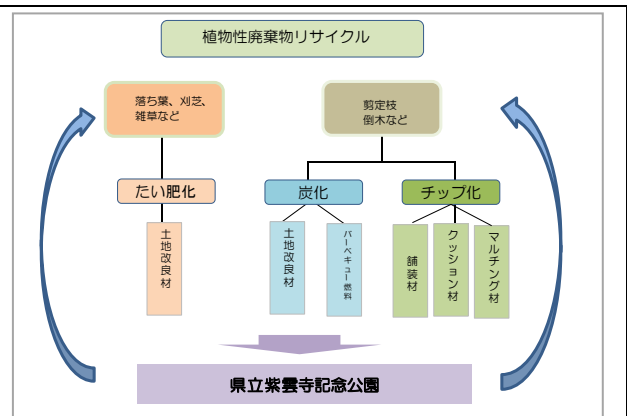 植物性廃棄物リサイクル
落ち葉、刈芝、
雑草など
剪定枝
倒木など
たい肥化
炭化
チップ化
土地改良材
土地改良材
バーベキュー燃料
舗装材
クッション材
マルチング材
県立紫雲寺記念公園